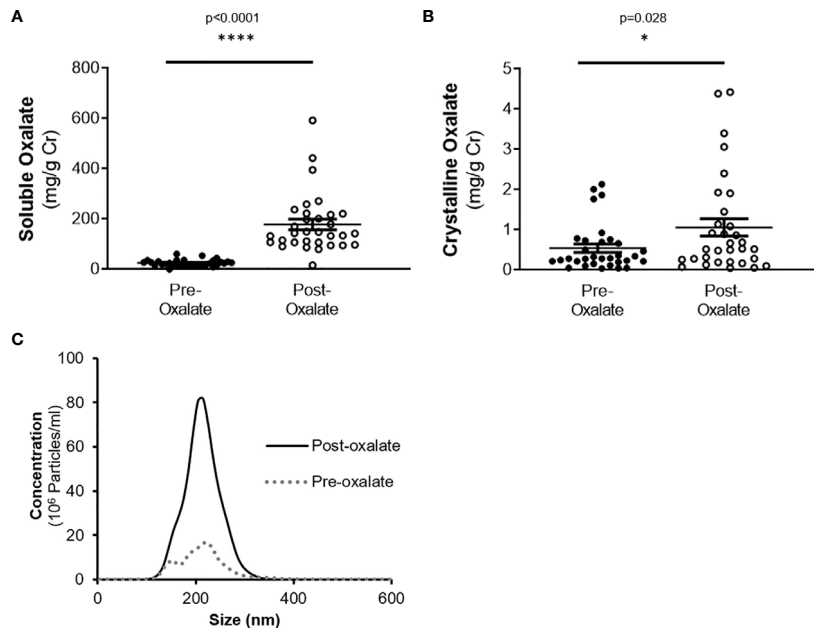 A
p<0.0001
****
Soluble Oxalate
(mg/g Cr)
800
600
400
200
0
Pre-
Oxalate
Post-
Oxalate
B
p=0.028
*
Crystalline Oxalate
(mg/g Cr)
5
4
3
2
1
0
Pre-
Oxalate
Post-
Oxalate
C
Concentration
(10⁶ Particles/ml)
100
80
60
40
20
0
Post-oxalate
Pre-oxalate
0 200 400 600
Size (nm)